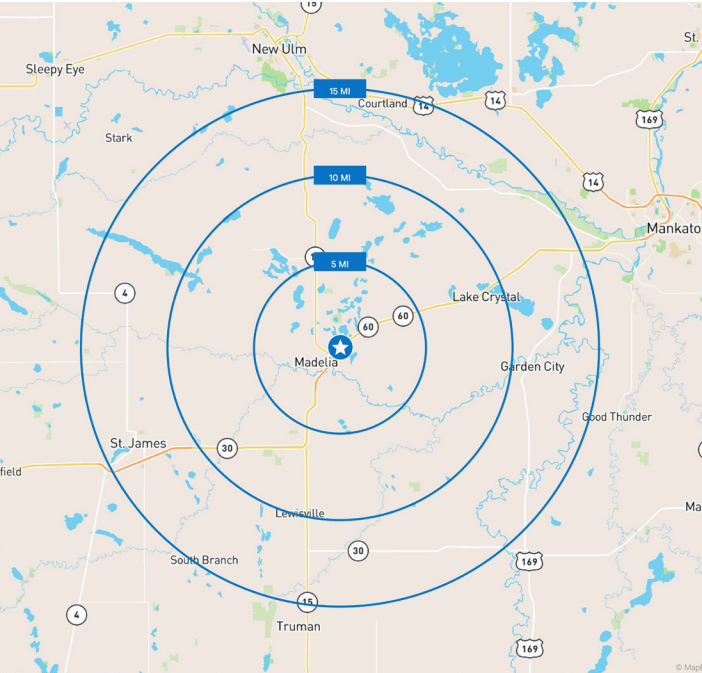 15
New Ulm
St.
Sleepy Eye
15 MI
Courtland
14
14
169
Stark
10 MI
14
Mankato
5 MI
4
Lake Crystal
60
60
Madelia
Garden City
Good Thunder
St. James
30
field
Lewisville
Ma
30
South Branch
169
15
4
Truman
169
© Mapb